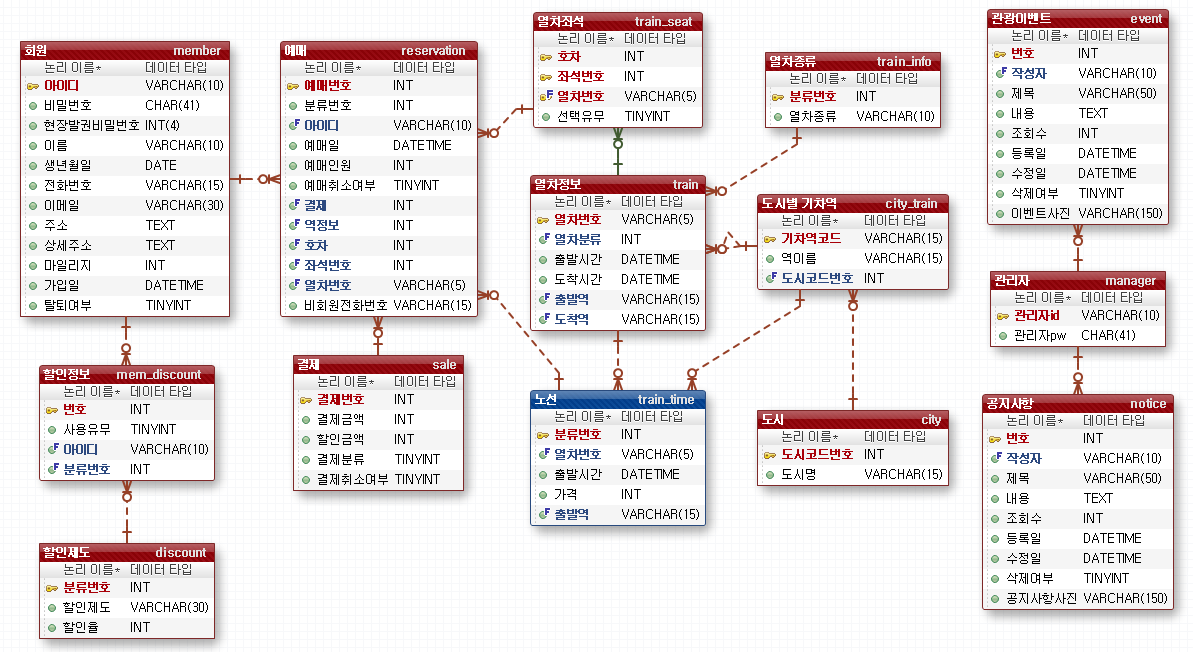 회원 member
논리 이름* 데이터 타입
아이디 VARCHAR(10)
비밀번호 CHAR(41)
현장발권비밀번호 INT(4)
이름 VARCHAR(10)
생년월일 DATE
전화번호 VARCHAR(15)
이메일 VARCHAR(30)
주소 TEXT
상세주소 TEXT
마일리지 INT
가입일 DATETIME
탈퇴여부 TINYINT
할인정보 mem_discount
논리 이름* 데이터 타입
번호 INT
사용유무 TINYINT
아이디 VARCHAR(10)
분류번호 INT
할인제도 discount
논리 이름* 데이터 타입
분류번호 INT
할인제도 VARCHAR(30)
할인율 INT
예매 reservation
논리 이름* 데이터 타입
예매번호 INT
분류번호 INT
아이디 VARCHAR(10)
예매일 DATETIME
예매인원 INT
예매취소여부 TINYINT
결제 INT
역정보 INT
호차 INT
좌석번호 INT
열차번호 VARCHAR(5)
비회원전화번호 VARCHAR(15)
결제 sale
논리 이름* 데이터 타입
결제번호 INT
결제금액 INT
할인금액 INT
결제분류 TINYINT
결제취소여부 TINYINT
열차좌석 train_seat
논리 이름* 데이터 타입
호차 INT
좌석번호 INT
열차번호 VARCHAR(5)
선택유무 TINYINT
열차정보 train
논리 이름* 데이터 타입
열차번호 VARCHAR(5)
열차분류 INT
출발시간 DATETIME
도착시간 DATETIME
출발역 VARCHAR(15)
도착역 VARCHAR(15)
노선 train_time
논리 이름* 데이터 타입
분류번호 INT
열차번호 VARCHAR(5)
출발시간 DATETIME
가격 INT
출발역 VARCHAR(15)
열차종류 train_info
논리 이름* 데이터 타입
분류번호 INT
열차종류 VARCHAR(10)
도시별 기차역 city_train
논리 이름* 데이터 타입
기차역코드 VARCHAR(15)
역이름 VARCHAR(15)
도시코드번호 INT
도시 city
논리 이름* 데이터 타입
도시코드번호 INT
도시명 VARCHAR(15)
관광이벤트 event
논리 이름* 데이터 타입
번호 INT
작성자 VARCHAR(10)
제목 VARCHAR(50)
내용 TEXT
조회수 INT
등록일 DATETIME
수정일 DATETIME
삭제여부 TINYINT
이벤트사진 VARCHAR(150)
관리자 manager
논리 이름* 데이터 타입
관리자id VARCHAR(10)
관리자pw CHAR(41)
공지사항 notice
논리 이름* 데이터 타입
번호 INT
작성자 VARCHAR(10)
제목 VARCHAR(50)
내용 TEXT
조회수 INT
등록일 DATETIME
수정일 DATETIME
삭제여부 TINYINT
공지사항사진 VARCHAR(150)